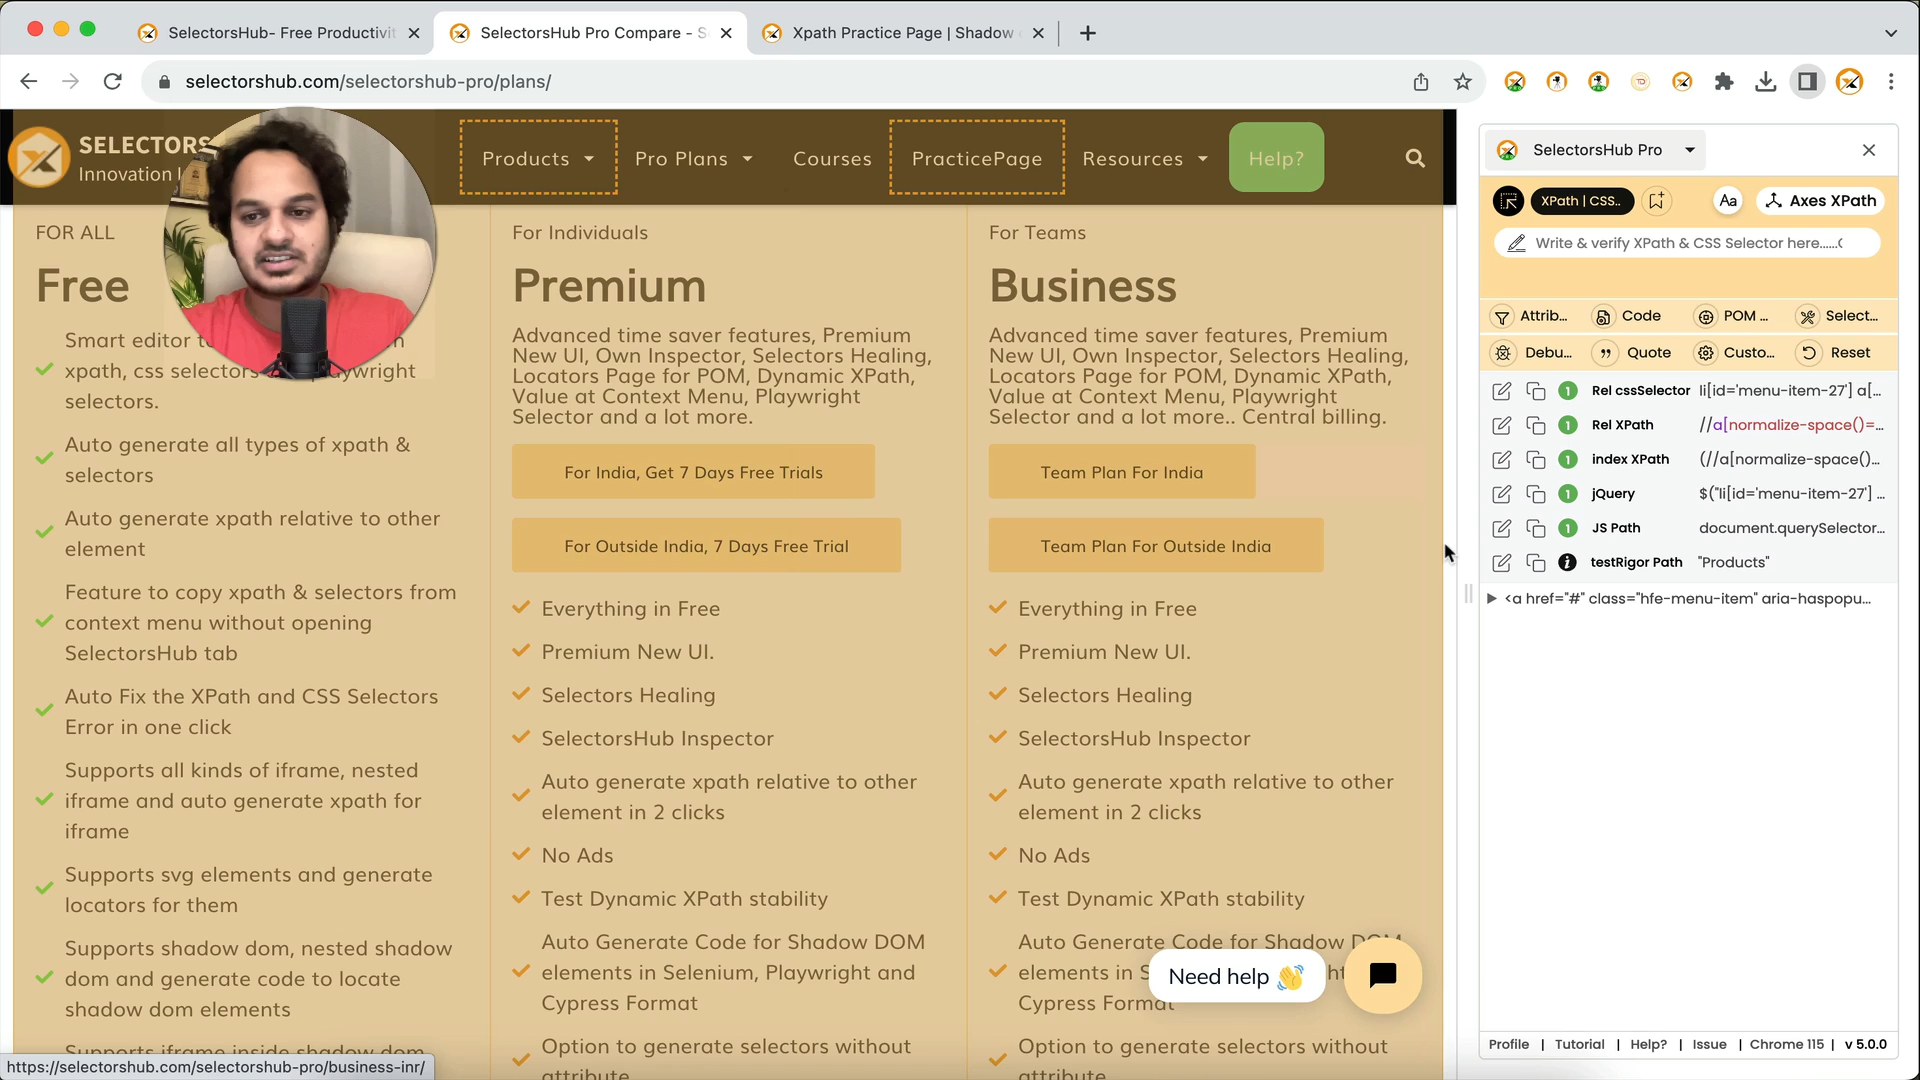 SelectorsHub- Free Productivit
SelectorsHub Pro Compare - S
Xpath Practice Page | Shadow
selectorshub.com/selectorshub-pro/plans/
SELECTORS
Innovation
Products
Pro Plans
Courses
PracticePage
Resources
Help?
FOR ALL
Free
Smart editor
xpath, css selectors
selectors.
Auto generate all types of xpath &
selectors
Auto generate xpath relative to other
element
Feature to copy xpath & selectors from
context menu without opening
SelectorsHub tab
Auto Fix the XPath and CSS Selectors
Error in one click
Supports all kinds of iframe, nested
iframe and auto generate xpath for
iframe
Supports svg elements and generate
locators for them
Supports shadow dom, nested shadow
dom and generate code to locate
shadow dom elements
Supports iframe inside shadow dom
https://selectorshub.com/selectorshub-pro/business-inr/
For Individuals
Premium
Advanced time saver features, Premium
New UI, Own Inspector, Selectors Healing,
Locators Page for POM, Dynamic XPath,
Value at Context Menu, Playwright
Selector and a lot more.
For India, Get 7 Days Free Trials
For Outside India, 7 Days Free Trial
Everything in Free
Premium New UI.
Selectors Healing
SelectorsHub Inspector
Auto generate xpath relative to other
element in 2 clicks
No Ads
Test Dynamic XPath stability
Auto Generate Code for Shadow DOM
elements in Selenium, Playwright and
Cypress Format
Option to generate selectors without
attribute
For Teams
Business
Advanced time saver features, Premium
New UI, Own Inspector, Selectors Healing,
Locators Page for POM, Dynamic XPath,
Value at Context Menu, Playwright
Selector and a lot more.. Central billing.
Team Plan For India
Team Plan For Outside India
Everything in Free
Premium New UI.
Selectors Healing
SelectorsHub Inspector
Auto generate xpath relative to other
element in 2 clicks
No Ads
Test Dynamic XPath stability
Auto Generate Code for Shadow DOM
elements in
Cypress Format
Option to generate selectors without
attribute
Need help 👋
SelectorsHub Pro
XPath | CSS..
Aa
Axes XPath
Write & verify XPath & CSS Selector here......(
Attrib...
Code
POM ...
Select...
Debu...
Quote
Custo...
Reset
1 Rel cssSelector li[id='menu-item-27'] a[...
1 Rel XPath //a[normalize-space()=...
1 index XPath (//a[normalize-space()...
1 jQuery $("li[id='menu-item-27'] ...
1 JS Path document.querySelector...
testRigor Path "Products"
<a href="#" class="hfe-menu-item" aria-haspopu...
Profile | Tutorial | Help? | Issue | Chrome 115 | v 5.0.0